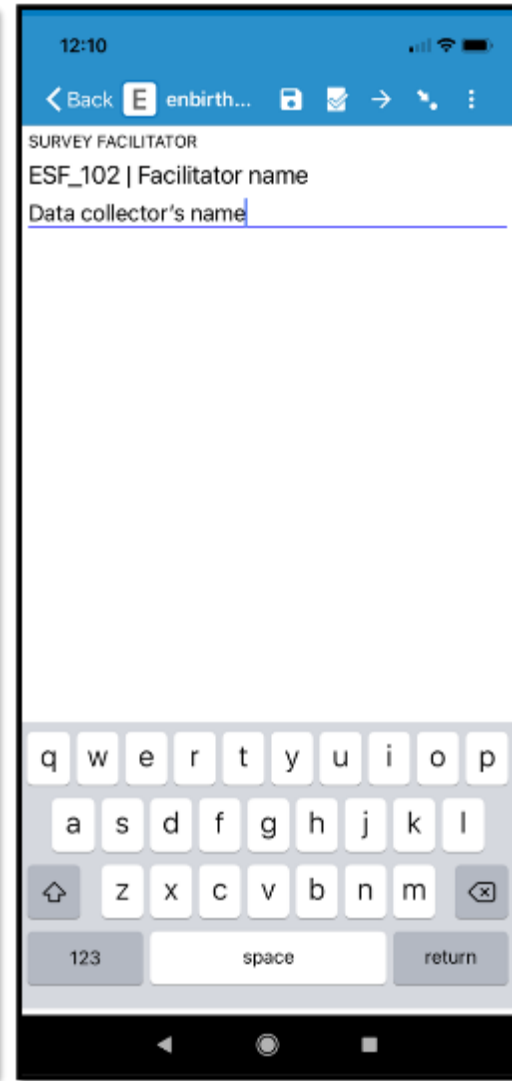 12:10
Back E enbirth...
SURVEY FACILITATOR
ESF_102 | Facilitator name
Data collector's name
q w e r t y u i o p
a s d f g h j k l
z x c v b n m
123 space return